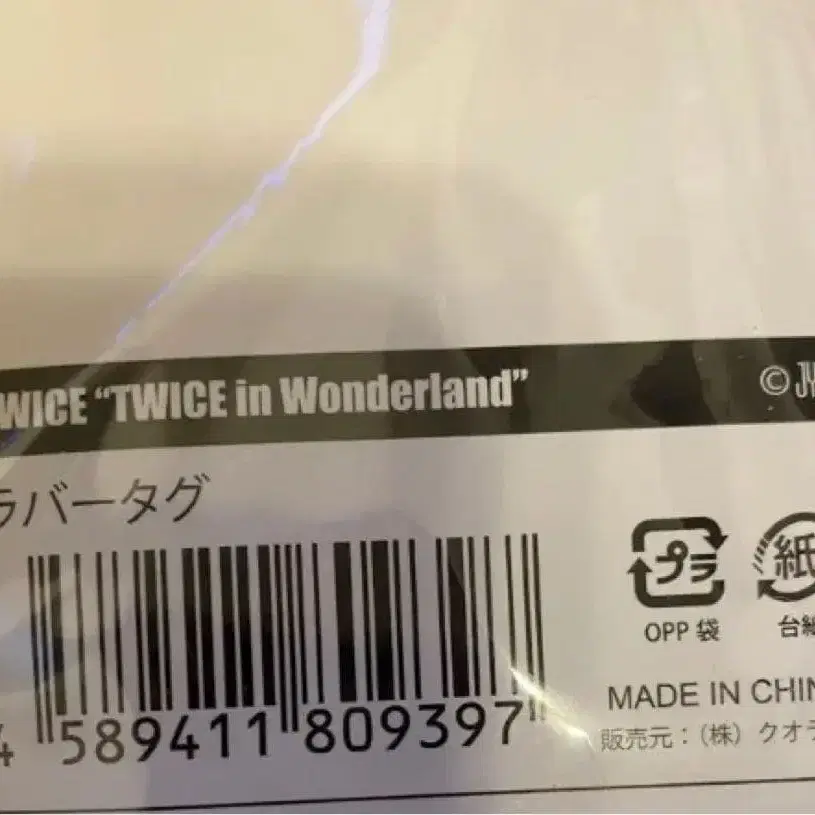 WICE “TWICE in Wonderland” ©JY
ラバータグ
プラ 紙
OPP 袋 台紙
4 589411 809397
MADE IN CHIN
販売元：（株）クオラ